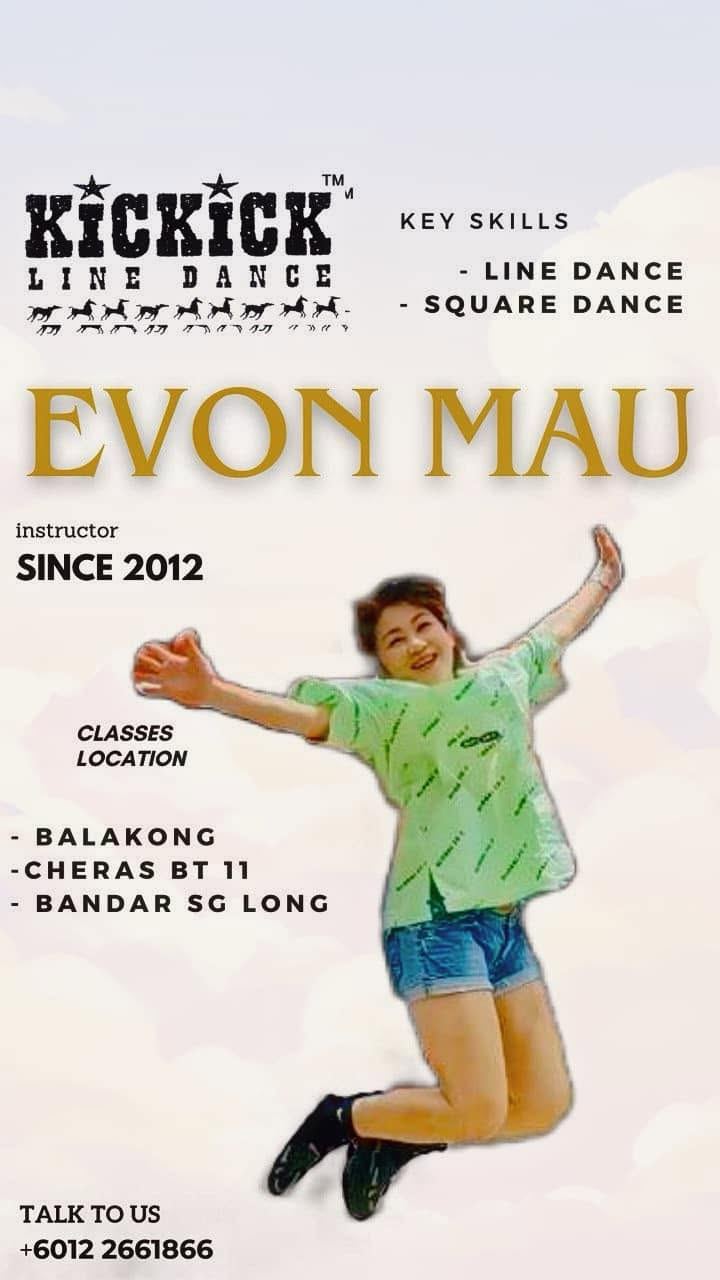 KiCKiCK™
LINE DANCE
KEY SKILLS
- LINE DANCE
- SQUARE DANCE
EVON MAU
instructor
SINCE 2012
CLASSES
LOCATION
- BALAKONG
-CHERAS BT 11
- BANDAR SG LONG
TALK TO US
+6012 2661866